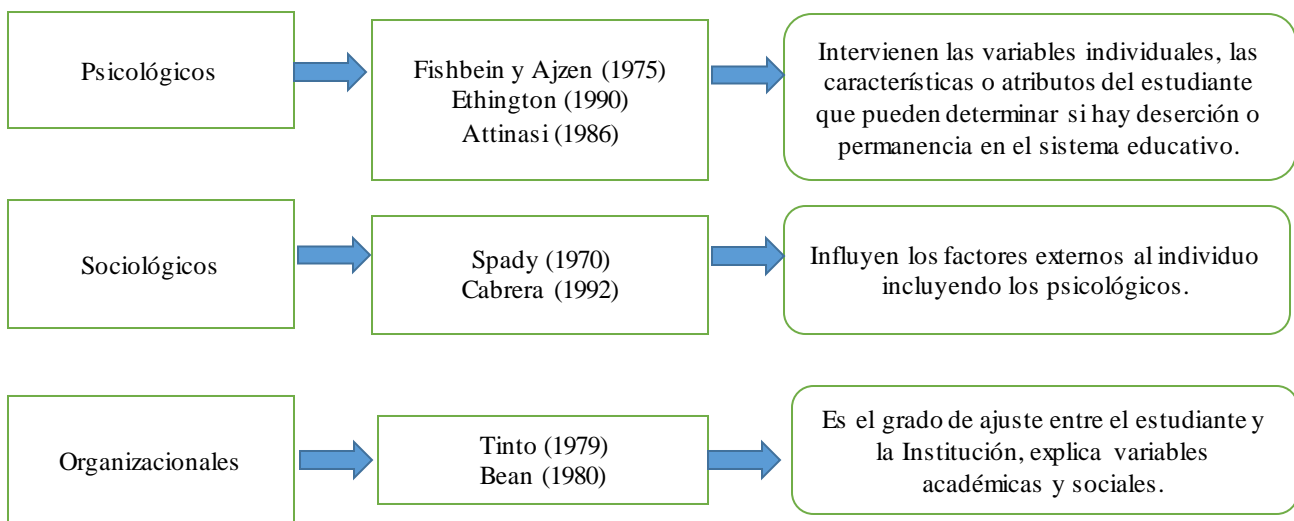 Psicológicos
Fishbein y Ajzen (1975)
Ethington (1990)
Attinasi (1986)
Intervienen las variables individuales, las
características o atributos del estudiante
que pueden determinar si hay deserción o
permanencia en el sistema educativo.
Sociológicos
Spady (1970)
Cabrera (1992)
Influyen los factores externos al individuo
incluyendo los psicológicos.
Organizacionales
Tinto (1979)
Bean (1980)
Es el grado de ajuste entre el estudiante y
la Institución, explica variables
académicas y sociales.